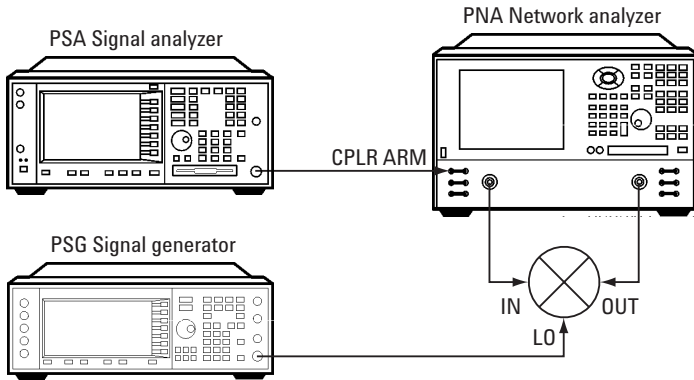 PNA Network analyzer
PSA Signal analyzer
CPLR ARM
PSG Signal generator
IN
OUT
LO